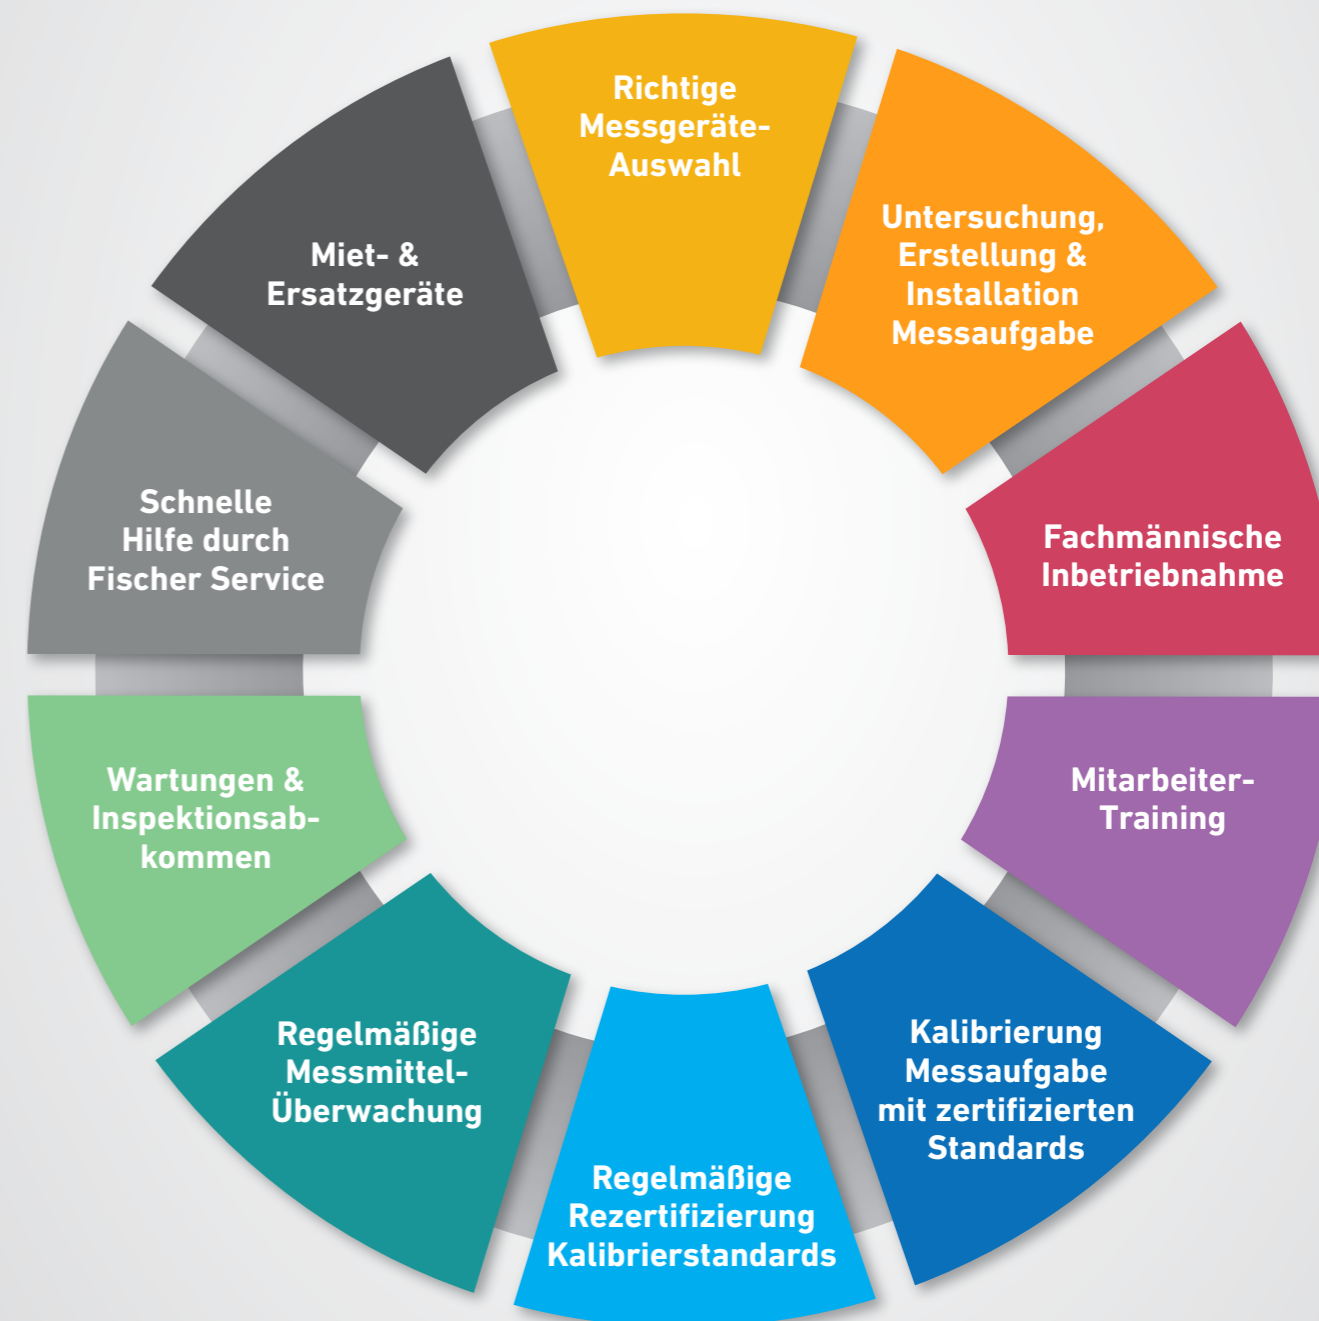 Richtige
Messgeräte-
Auswahl
Untersuchung,
Erstellung &
Installation
Messaufgabe
Fachmännische
Inbetriebnahme
Mitarbeiter-
Training
Kalibrierung
Messaufgabe
mit zertifizierten
Standards
Regelmäßige
Rezertifizierung
Kalibrierstandards
Regelmäßige
Messmittel-
Überwachung
Wartungen &
Inspektionsab-
kommen
Schnelle
Hilfe durch
Fischer Service
Miet- &
Ersatzgeräte